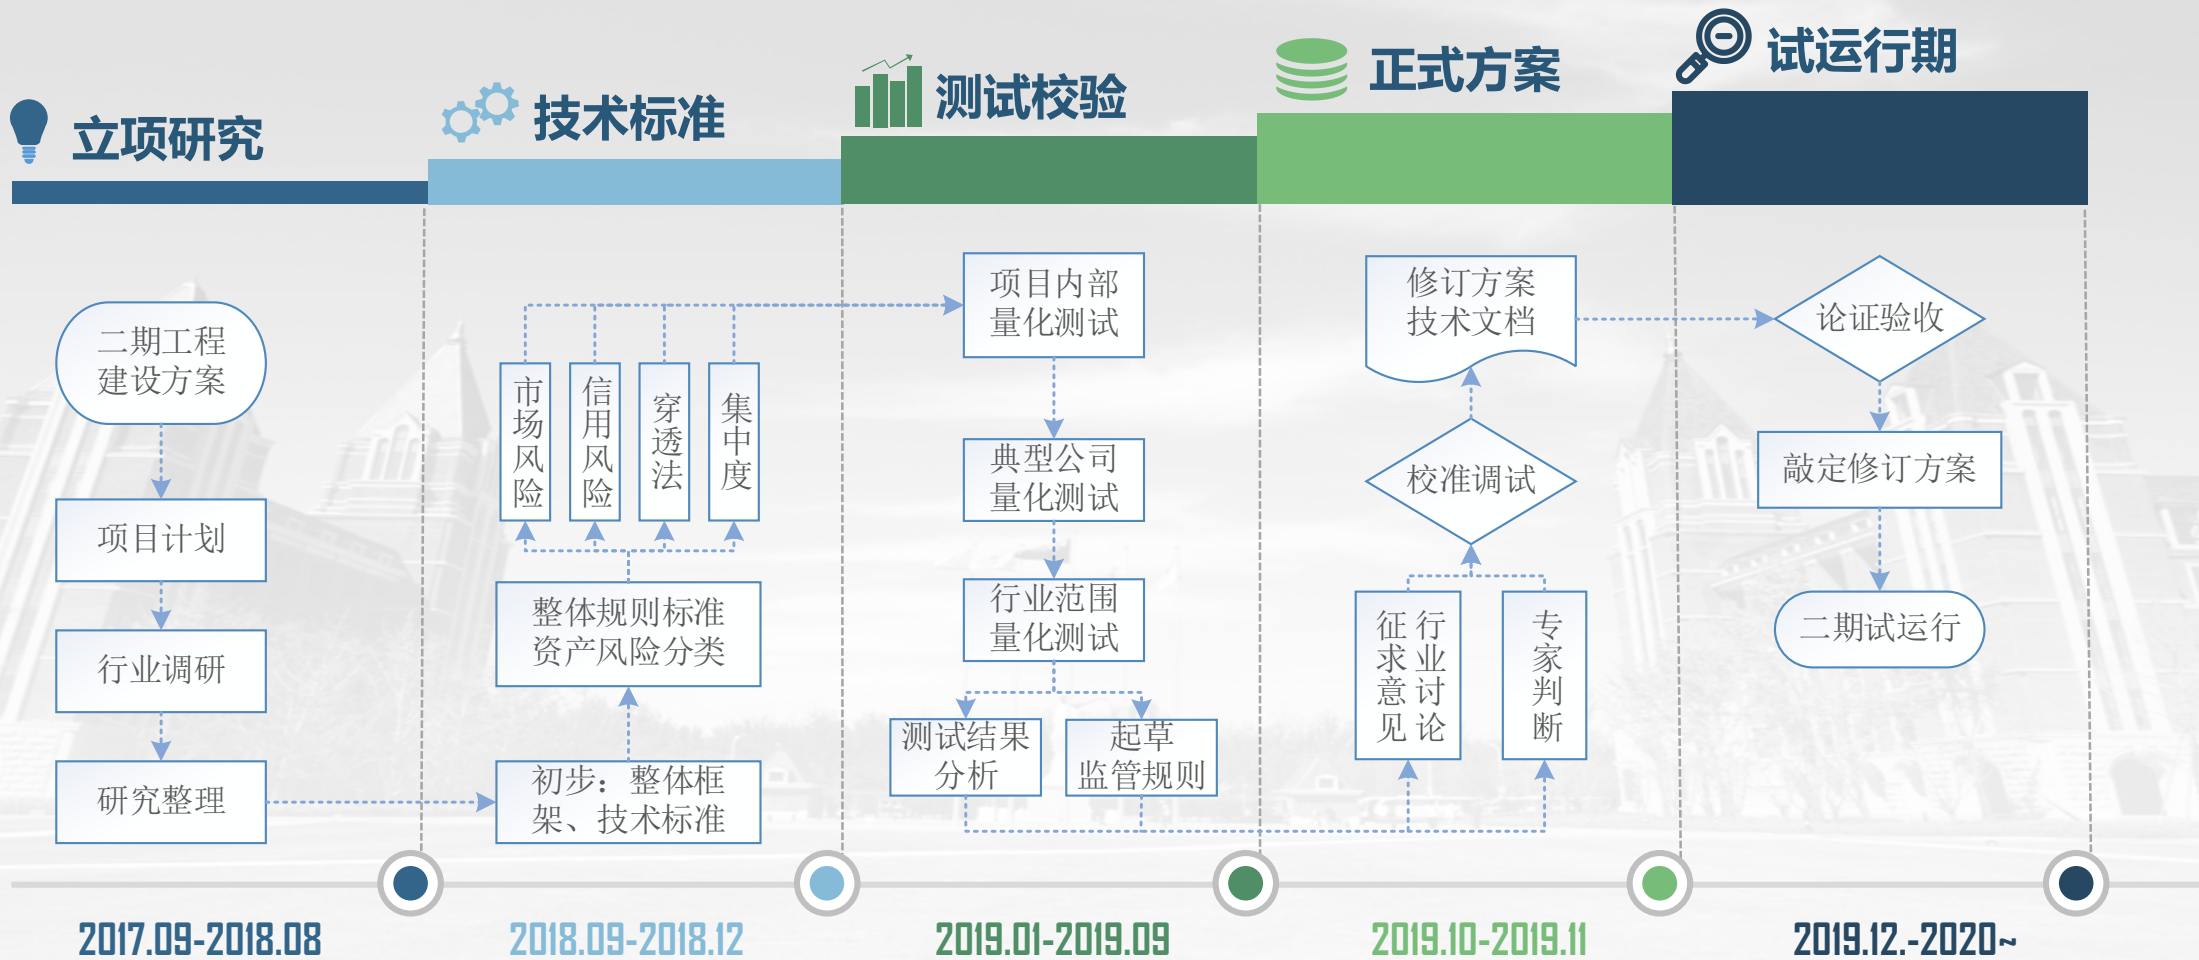 立项研究
技术标准
测试校验
正式方案
试运行期
二期工程
建设方案
项目计划
行业调研
研究整理
市场风险
信用风险
穿透法
集中度
整体规则标准
资产风险分类
初步：整体框
架、技术标准
项目内部
量化测试
典型公司
量化测试
行业范围
量化测试
测试结果
分析
起草
监管规则
修订方案
技术文档
校准调试
行业讨论
征求意见
专家判断
论证验收
敲定修订方案
二期试运行
2017.09-2018.08
2018.09-2018.12
2019.01-2019.09
2019.10-2019.11
2019.12.-2020~